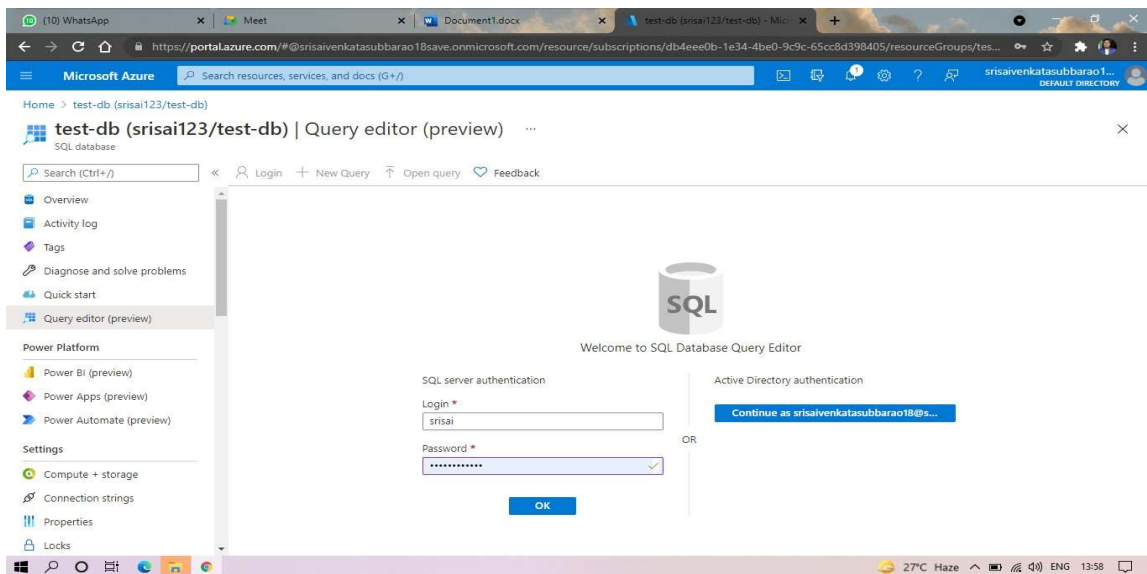 (10) WhatsApp
Meet
Document1.docx
test-db (srisai123/test-db) - Mic
https://portal.azure.com/#@srisaivenkatasubbarao18save.onmicrosoft.com/resource/subscriptions/db4eee0b-1e34-4be0-9c9c-65cc8d398405/resourceGroups/tes...
Microsoft Azure
Search resources, services, and docs (G+/)
1
srisaivenkatasubbarao1...
DEFAULT DIRECTORY
Home > test-db (srisai123/test-db)
test-db (srisai123/test-db) | Query editor (preview) ...
SQL database
Search (Ctrl+/)
« Login + New Query Open query Feedback
Overview
Activity log
Tags
Diagnose and solve problems
Quick start
Query editor (preview)
Power Platform
Power BI (preview)
Power Apps (preview)
Power Automate (preview)
Settings
Compute + storage
Connection strings
Properties
Locks
SQL
Welcome to SQL Database Query Editor
SQL server authentication
Login *
srisai
Password *
••••••••••••
OK
OR
Active Directory authentication
Continue as srisaivenkatasubbarao18@s...
27°C Haze ENG 13:58